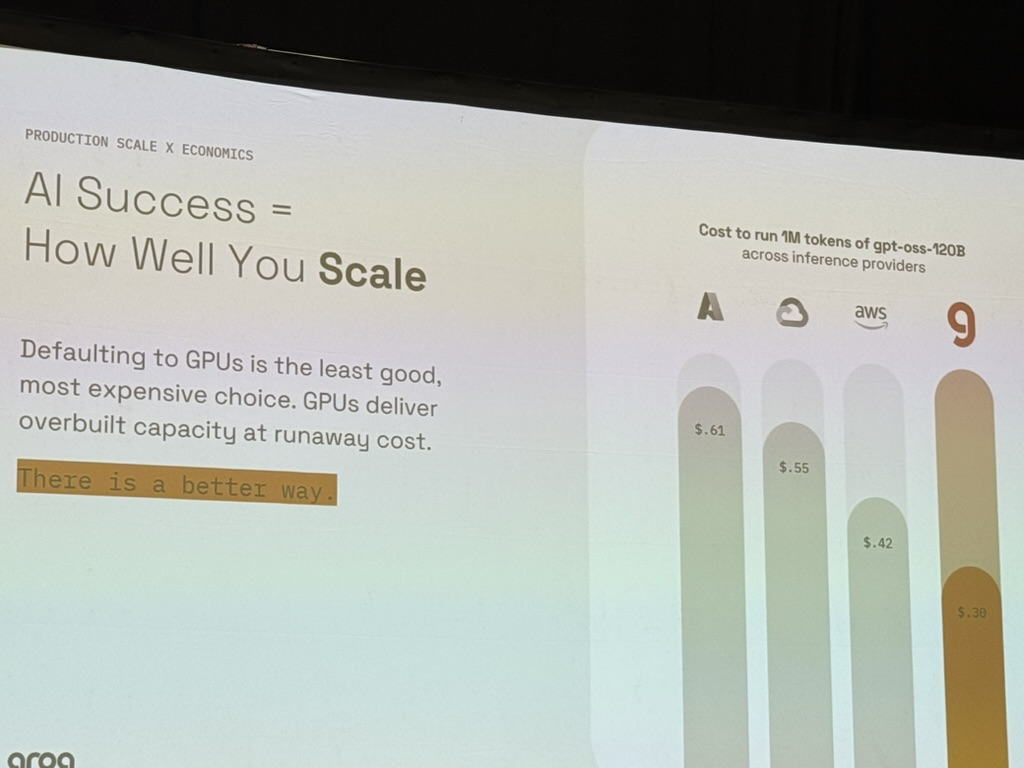 PRODUCTION SCALE X ECONOMICS
AI Success =
How Well You Scale
Defaulting to GPUs is the least good,
most expensive choice. GPUs deliver
overbuilt capacity at runaway cost.
There is a better way.
groq
Cost to run 1M tokens of gpt-oss-120B
across inference providers
aws
g
$.61
$.55
$.42
$.30